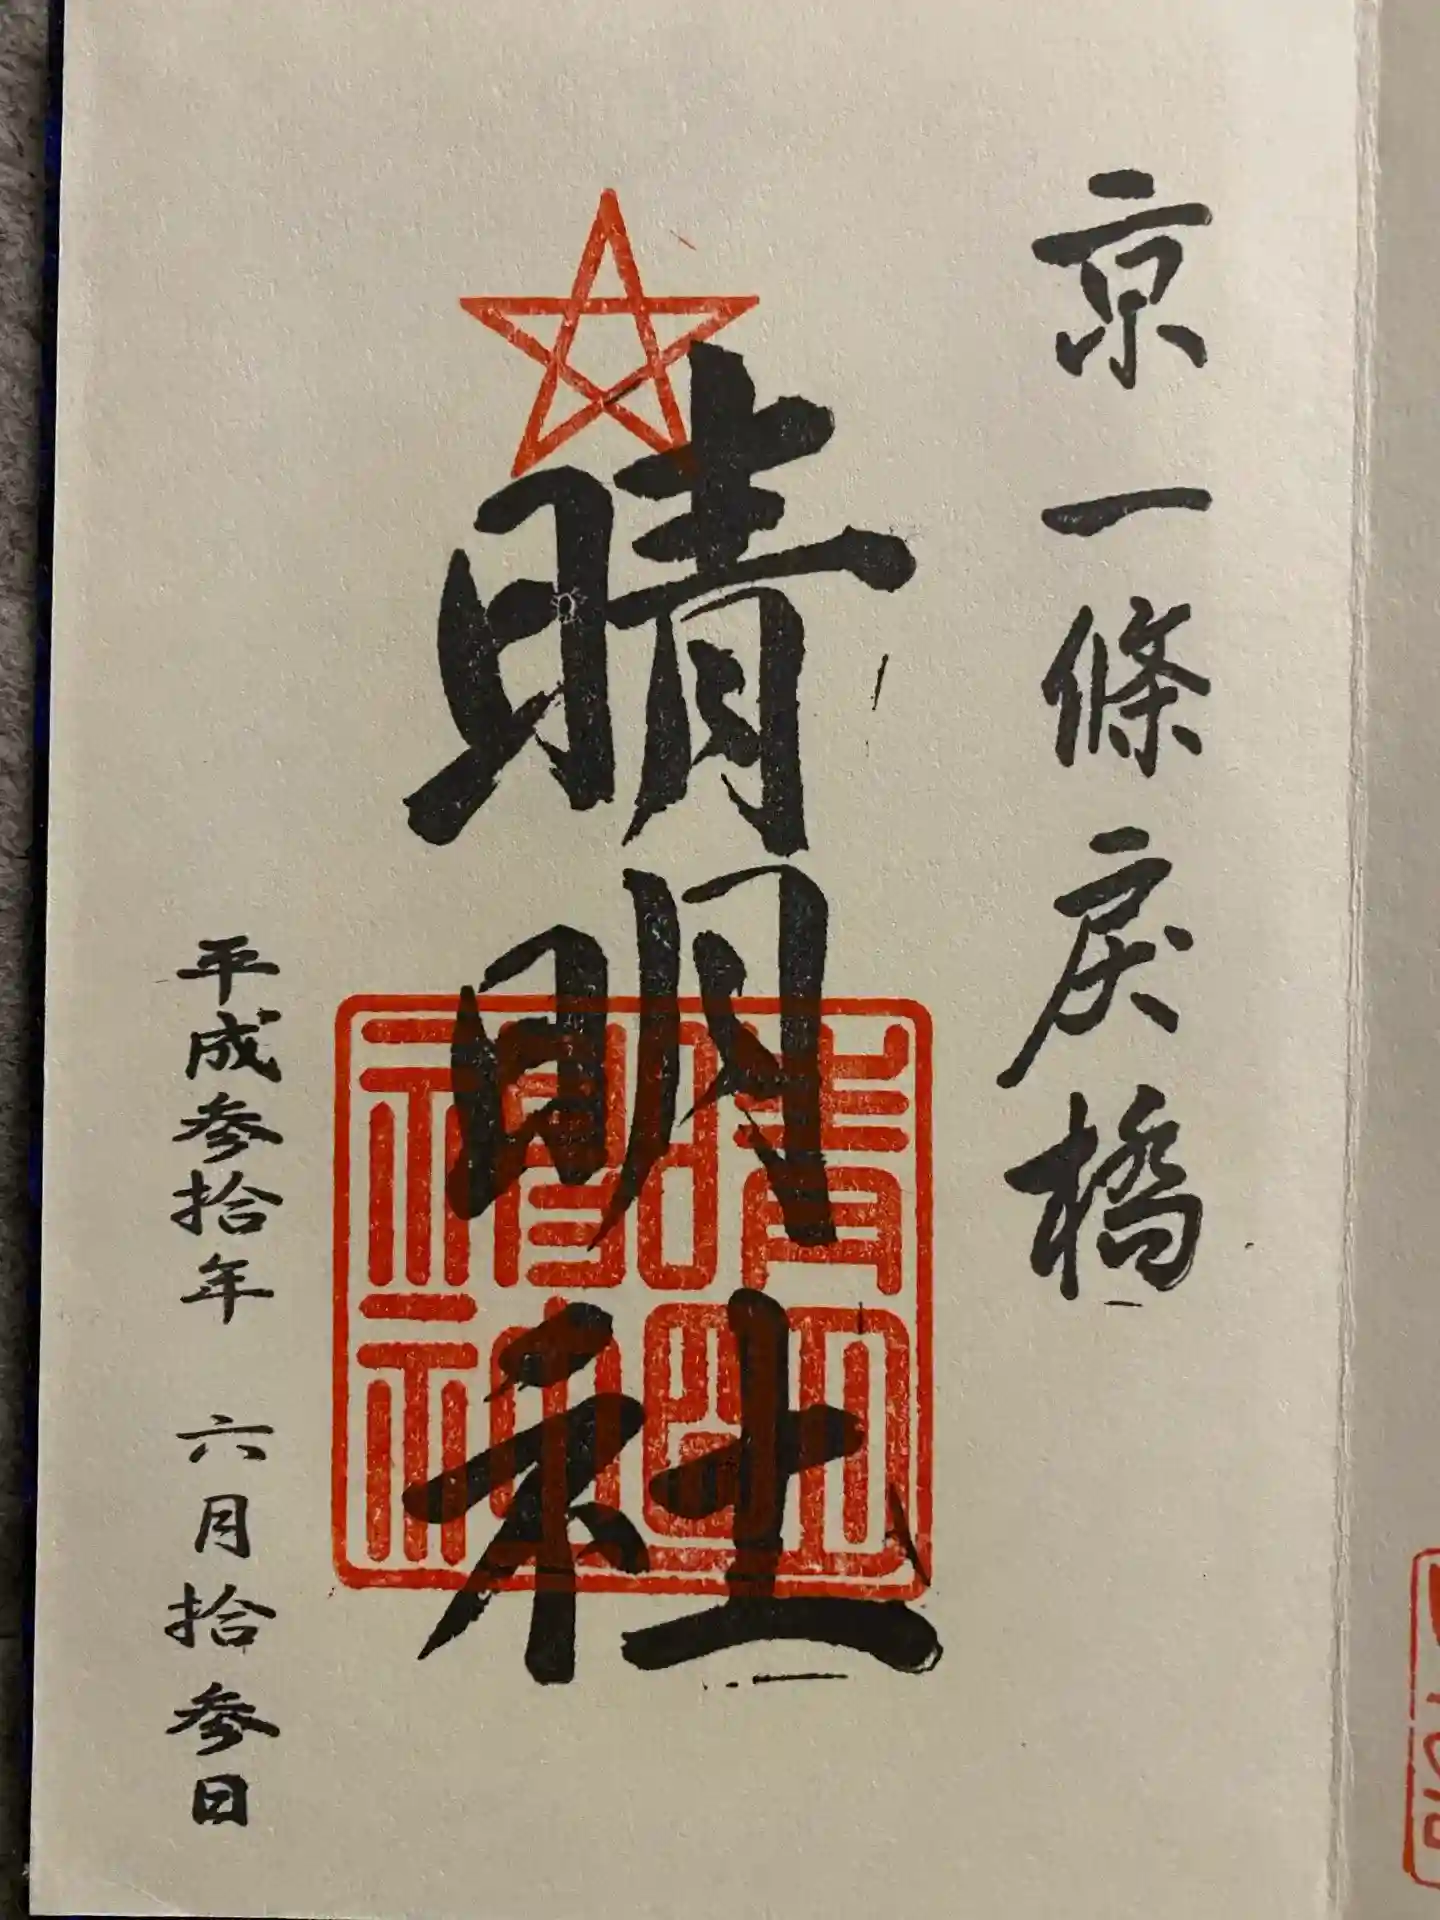 京一條戻橋
晴明社
晴明神社
平成参拾年 六月拾参日